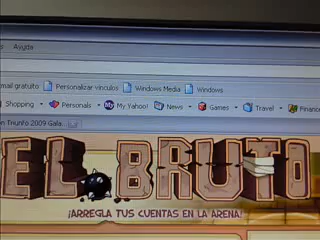 Ayuda
mail gratuito Personalizar vínculos Windows Media Windows
Shopping Personals My Yahoo! News Games Travel Finance
Triunfo 2009 Gala
EL BRUTO
¡ARREGLA TUS CUENTAS EN LA ARENA!